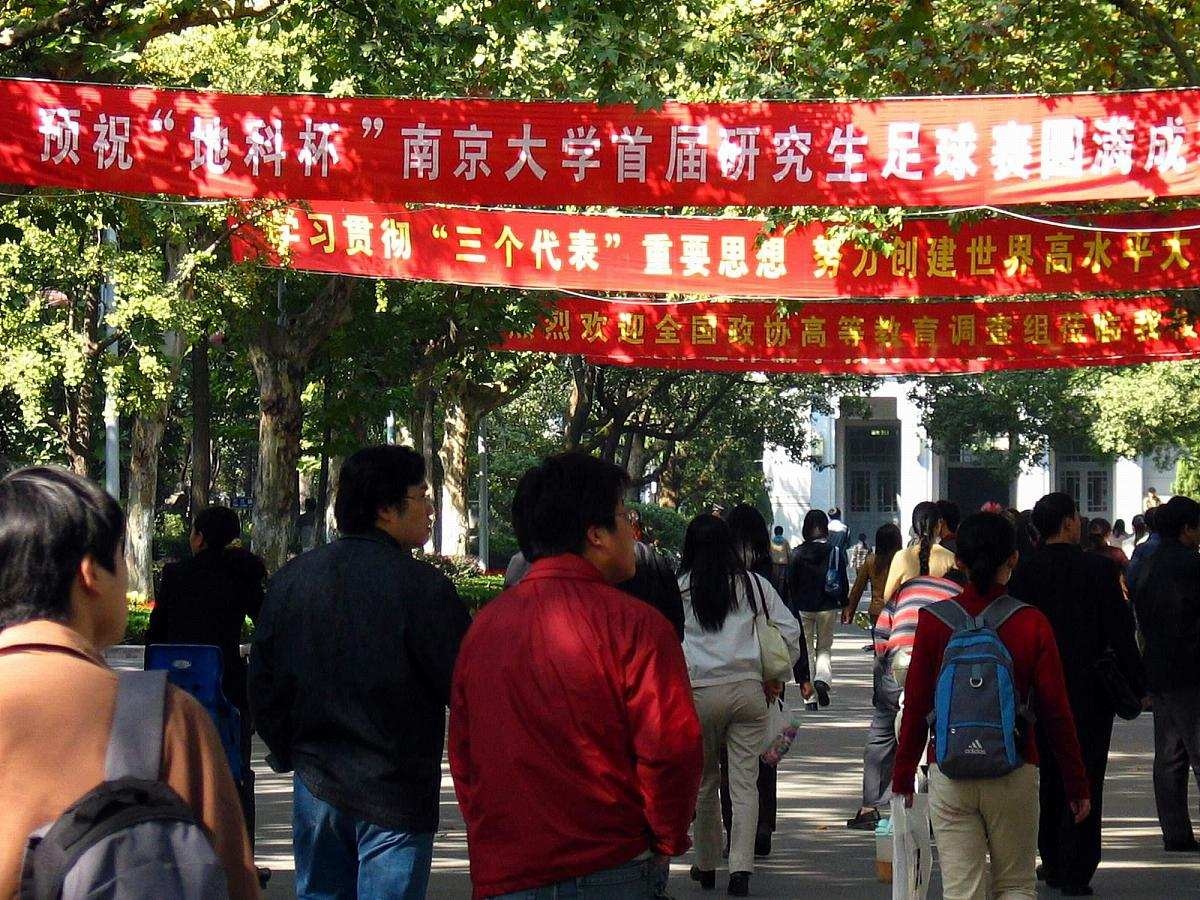 预祝“地科杯”南京大学首届研究生足球赛圆满成
学习贯彻“三个代表”重要思想 努力创建世界高水平大
烈欢迎全国政协高等教育调查组莅临我
adidas